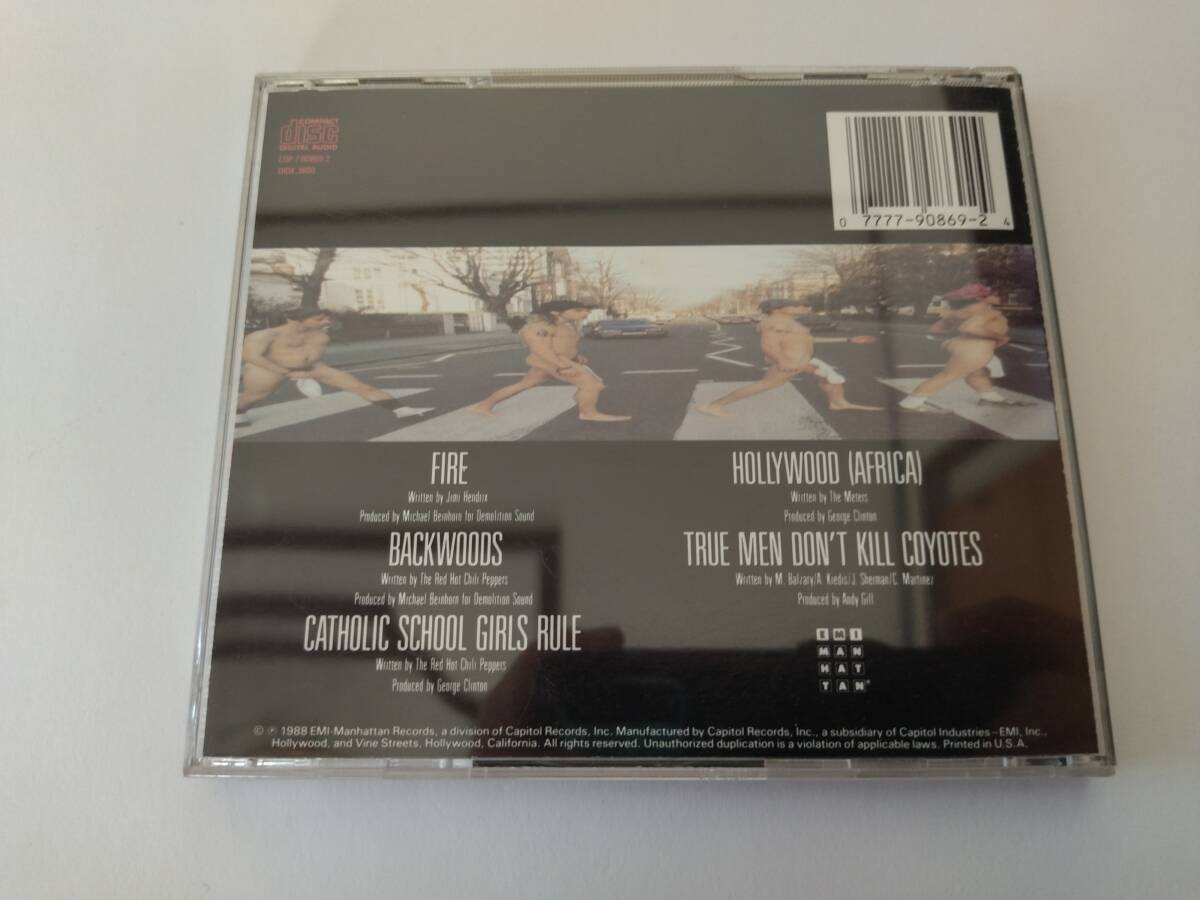 COMPACT
disc
DIGITAL AUDIO
CDP 7 90869 2
DIDX 3600
0 7777-90869-2 4
FIRE
Written by Jimi Hendrix
Produced by Michael Beinhorn for Demolition Sound
BACKWOODS
Written by The Red Hot Chili Peppers
Produced by Michael Beinhorn for Demolition Sound
CATHOLIC SCHOOL GIRLS RULE
Written by The Red Hot Chili Peppers
Produced by George Clinton
HOLLYWOOD (AFRICA)
Written by The Meters
Produced by George Clinton
TRUE MEN DON'T KILL COYOTES
Written by M. Balzary/A. Kiedis/J. Sherman/C. Martinez
Produced by Andy Gill
EMI
MAN
HAT
TAN®
© ℗ 1988 EMI-Manhattan Records, a division of Capitol Records, Inc. Manufactured by Capitol Records, Inc., a subsidiary of Capitol Industries–EMI, Inc.,
Hollywood, and Vine Streets, Hollywood, California. All rights reserved. Unauthorized duplication is a violation of applicable laws. Printed in U.S.A.